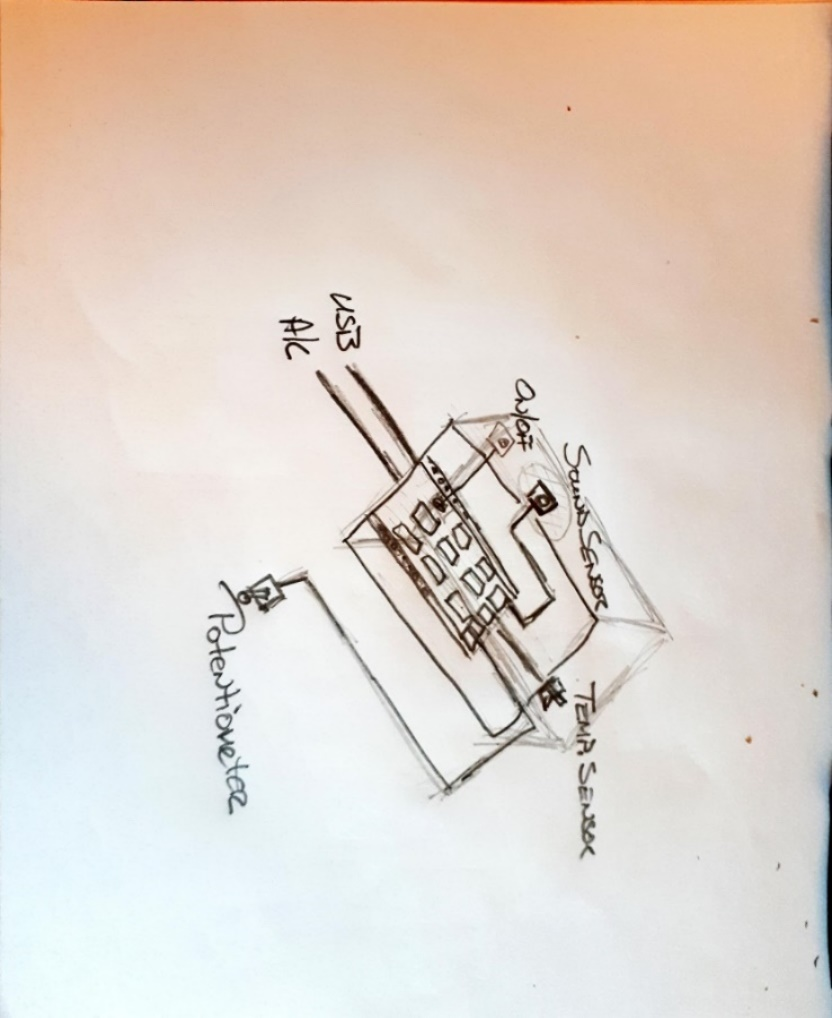 USB
A/C
On/Off
Sound Sensor
Temp. Sensor
Potentiometer